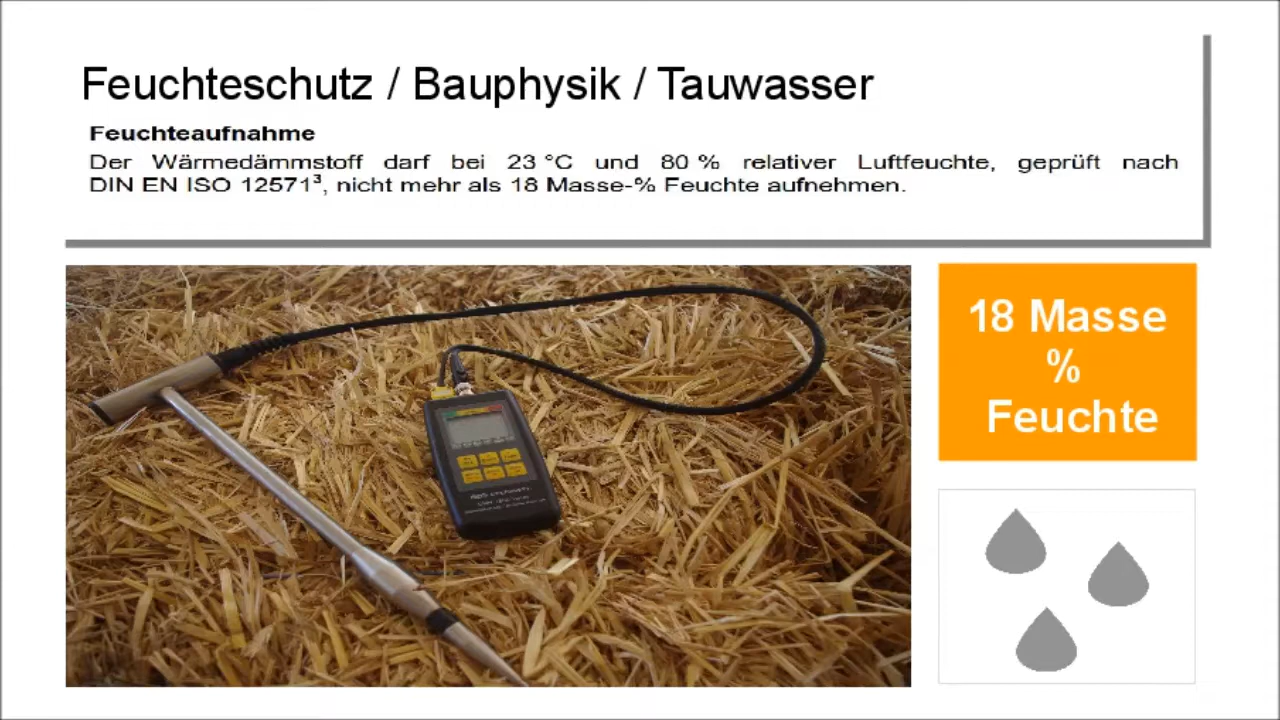 Feuchteschutz / Bauphysik / Tauwasser
Feuchteaufnahme
Der Wärmedämmstoff darf bei 23 °C und 80 % relativer Luftfeuchte, geprüft nach
DIN EN ISO 12571³, nicht mehr als 18 Masse-% Feuchte aufnehmen.
18 Masse
%
Feuchte